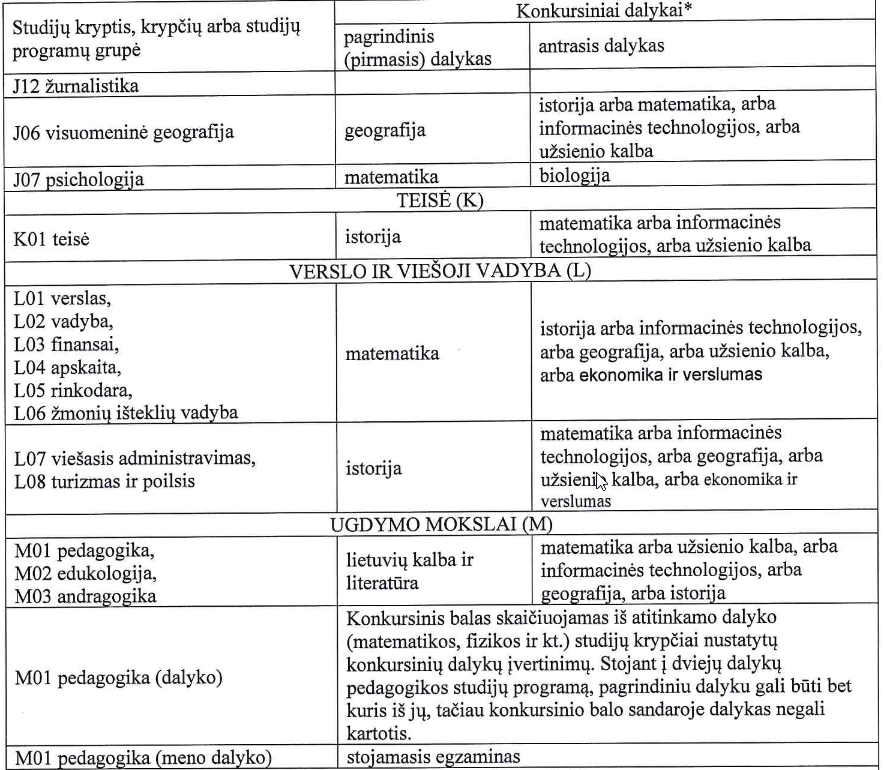 Studijų kryptis, krypčių arba studijų
programų grupė
Konkursiniai dalykai*
pagrindinis
(pirmasis) dalykas
antrasis dalykas
J12 žurnalistika
J06 visuomeninė geografija
geografija
istorija arba matematika, arba
informacinės technologijos, arba
užsienio kalba
J07 psichologija
matematika
biologija
TEISĖ (K)
K01 teisė
istorija
matematika arba informacinės
technologijos, arba užsienio kalba
VERSLO IR VIEŠOJI VADYBA (L)
L01 verslas,
L02 vadyba,
L03 finansai,
L04 apskaita,
L05 rinkodara,
L06 žmonių išteklių vadyba
matematika
istorija arba informacinės technologijos,
arba geografija, arba užsienio kalba,
arba ekonomika ir verslumas
L07 viešasis administravimas,
L08 turizmas ir poilsis
istorija
matematika arba informacinės
technologijos, arba geografija, arba
užsienio kalba, arba ekonomika ir
verslumas
UGDYMO MOKSLAI (M)
M01 pedagogika,
M02 edukologija,
M03 andragogika
lietuvių kalba ir
literatūra
matematika arba užsienio kalba, arba
informacinės technologijos, arba
geografija, arba istorija
M01 pedagogika (dalyko)
Konkursinis balas skaičiuojamas iš atitinkamo dalyko
(matematikos, fizikos ir kt.) studijų krypčiai nustatytų
konkursinių dalykų įvertinimų. Stojant į dviejų dalykų
pedagogikos studijų programą, pagrindiniu dalyku gali būti bet
kuris iš jų, tačiau konkursinio balo sandaroje dalykas negali
kartotis.
M01 pedagogika (meno dalyko)
stojamasis egzaminas